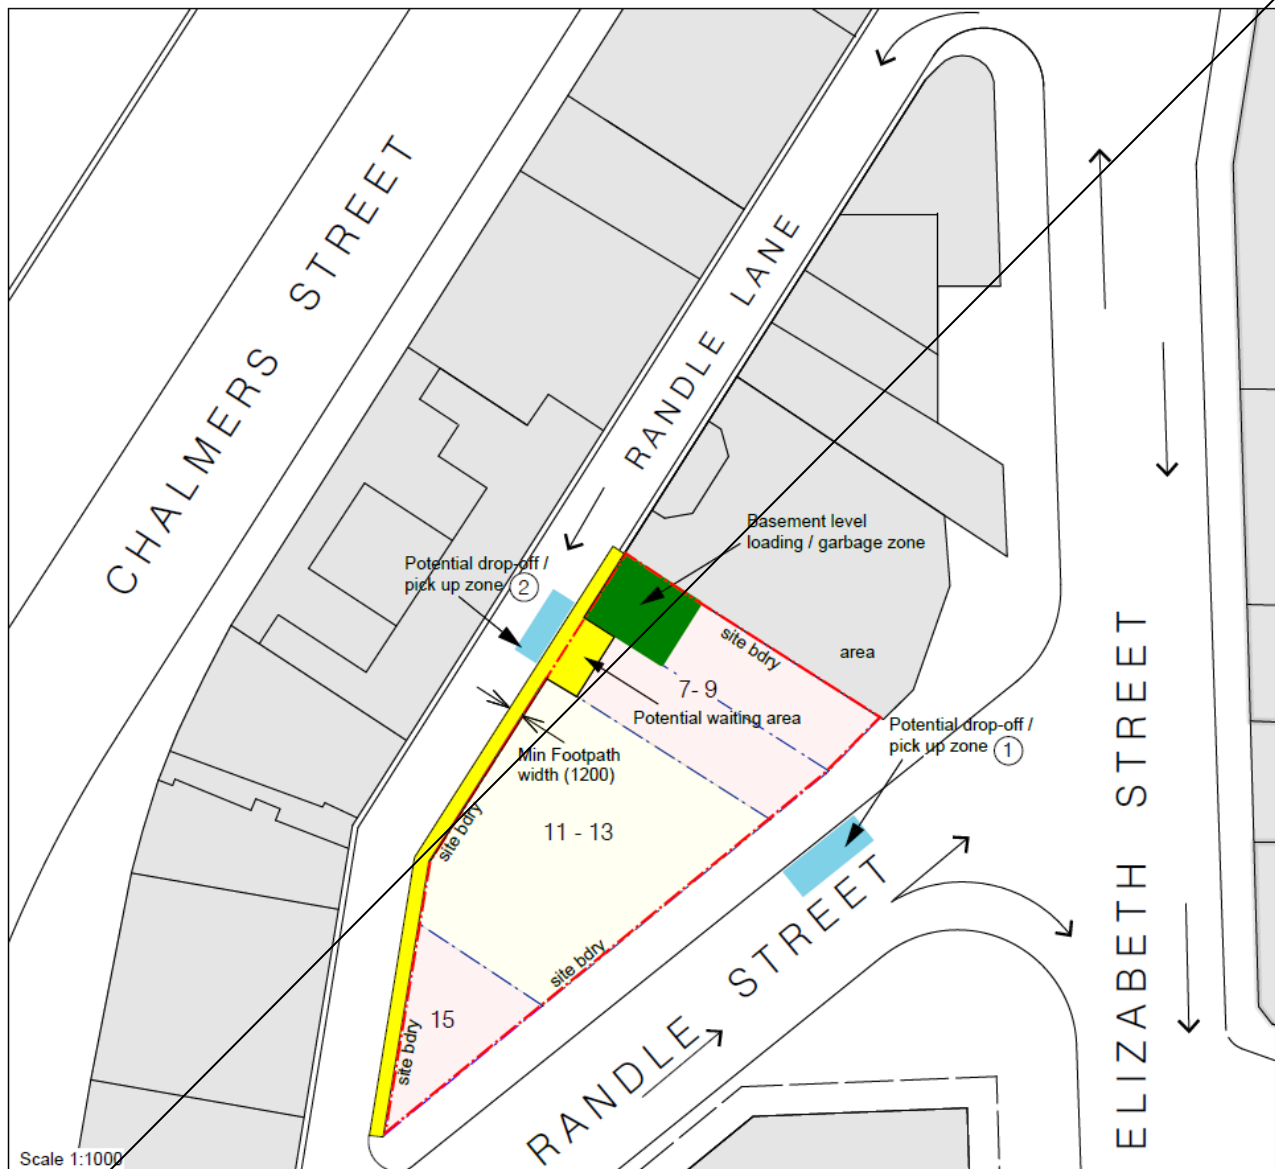 CHALMERS STREET
RANDLE LANE
Basement level
loading / garbage zone
Potential drop-off /
pick up zone 2
site bdry
area
7- 9
Potential waiting area
Potential drop-off /
pick up zone 1
Min Footpath
width (1200)
site bdry
11 - 13
site bdry
15
site bdry
RANDLE STREET
ELIZABETH STREET
Scale 1:1000